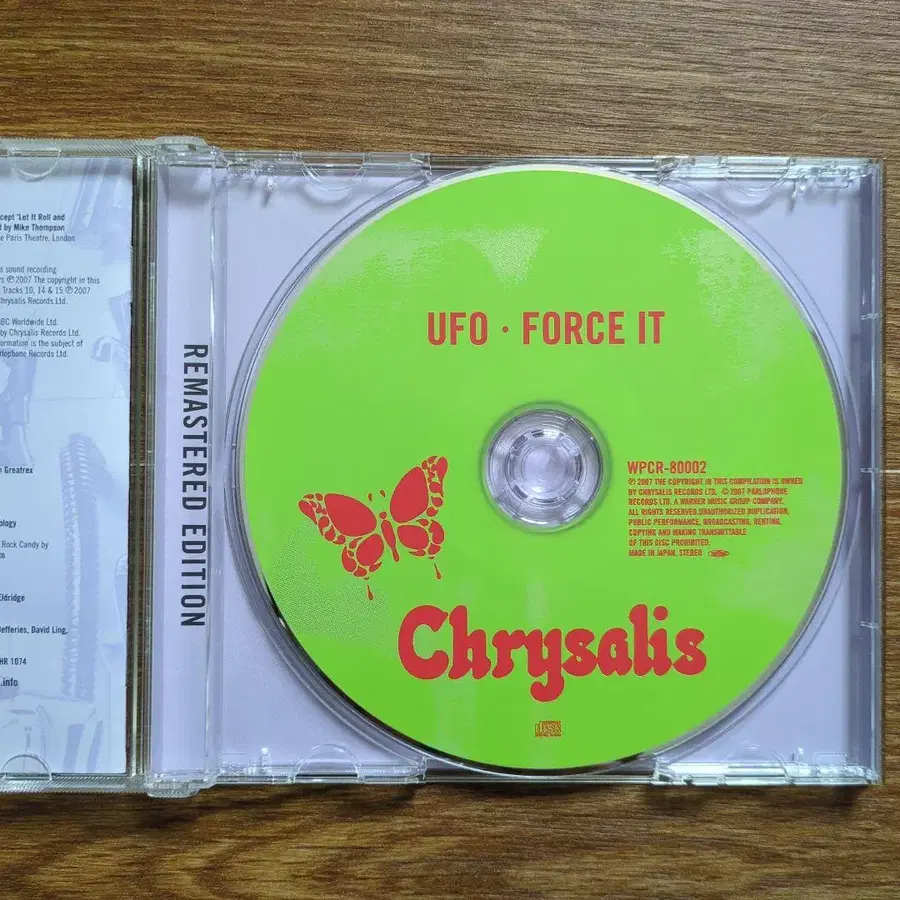 cept 'Let It Roll and
d by Mike Thompson
e Paris Theatre, London
s sound recording
rs ℗ 2007 The copyright in this
Tracks 10, 14 & 15 ℗ 2007
hrysalis Records Ltd.
BC Worldwide Ltd.
by Chrysalis Records Ltd.
formation is the subject of
rlophone Records Ltd.
n Greatrex
ology
Rock Candy by
to
Eldridge
Jefferies, David Ling,
HR 1074
.info
REMASTERED EDITION
UFO · FORCE IT
WPCR-80002
℗ 2007 THE COPYRIGHT IN THIS COMPILATION IS OWNED
BY CHRYSALIS RECORDS LTD. © 2007 PARLOPHONE
RECORDS LTD. A WARNER MUSIC GROUP COMPANY.
ALL RIGHTS RESERVED.UNAUTHORIZED DUPLICATION,
PUBLIC PERFORMANCE, BROADCASTING, RENTING,
COPYING AND MAKING TRANSMITTABLE
OF THIS DISC PROHIBITED.
MADE IN JAPAN. STEREO
Chrysalis